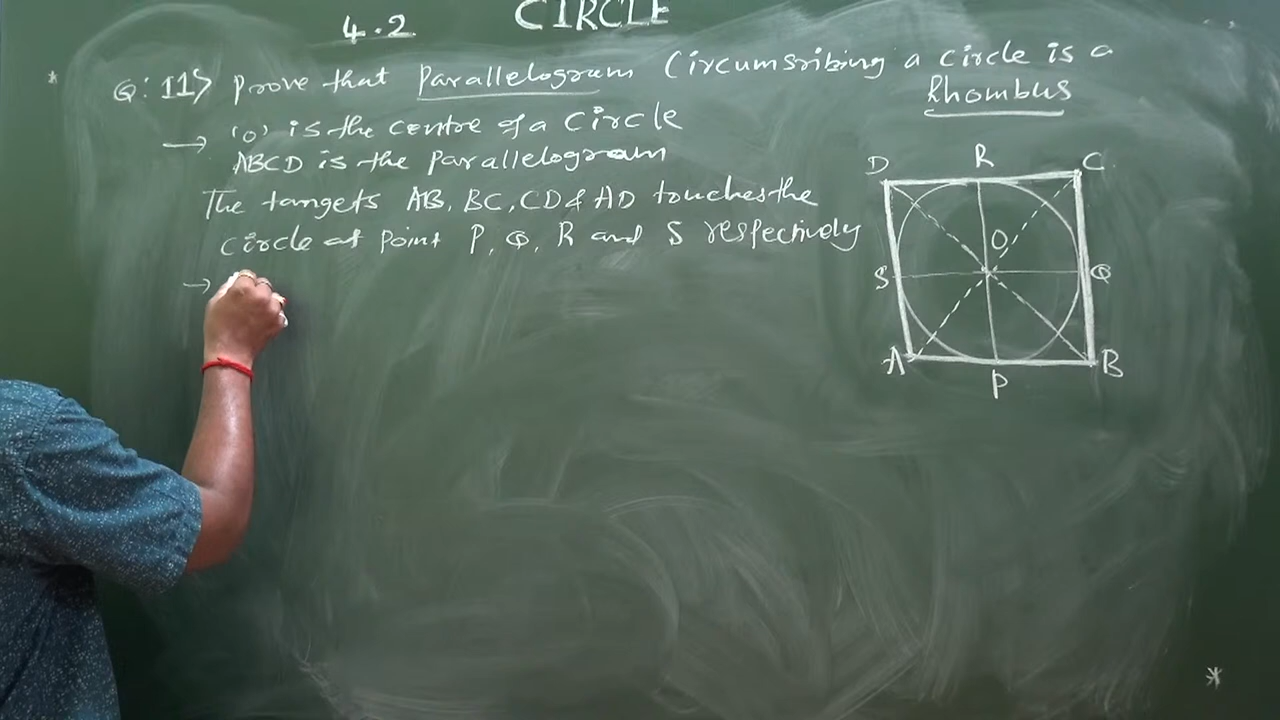 4.2 CIRCLE
Q: 11> Prove that Parallelogram Circumsribing a circle is a
Rhombus
→ 'O' is the centre of a Circle
ABCD is the parallelogram
The tangets AB, BC, CD & AD touches the
Circle at Point P, Q, R and S respectively
→
D R C
O
S Q
A B
P